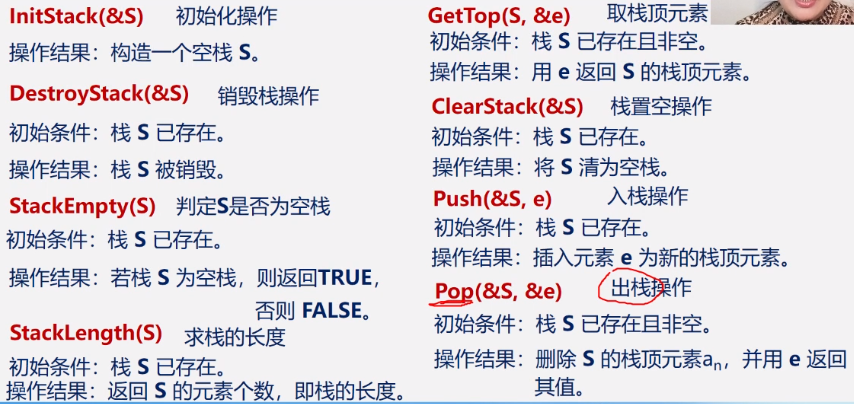 InitStack(&S) 初始化操作
操作结果：构造一个空栈 S。
DestroyStack(&S) 销毁栈操作
初始条件：栈 S 已存在。
操作结果：栈 S 被销毁。
StackEmpty(S) 判定S是否为空栈
初始条件：栈 S 已存在。
操作结果：若栈 S 为空栈，则返回TRUE，
否则 FALSE。
StackLength(S) 求栈的长度
初始条件：栈 S 已存在。
操作结果：返回 S 的元素个数，即栈的长度。
GetTop(S, &e) 取栈顶元素
初始条件：栈 S 已存在且非空。
操作结果：用 e 返回 S 的栈顶元素。
ClearStack(&S) 栈置空操作
初始条件：栈 S 已存在。
操作结果：将 S 清为空栈。
Push(&S, e) 入栈操作
初始条件：栈 S 已存在。
操作结果：插入元素 e 为新的栈顶元素。
Pop(&S, &e) 出栈操作
初始条件：栈 S 已存在且非空。
操作结果：删除 S 的栈顶元素aₙ，并用 e 返回
其值。